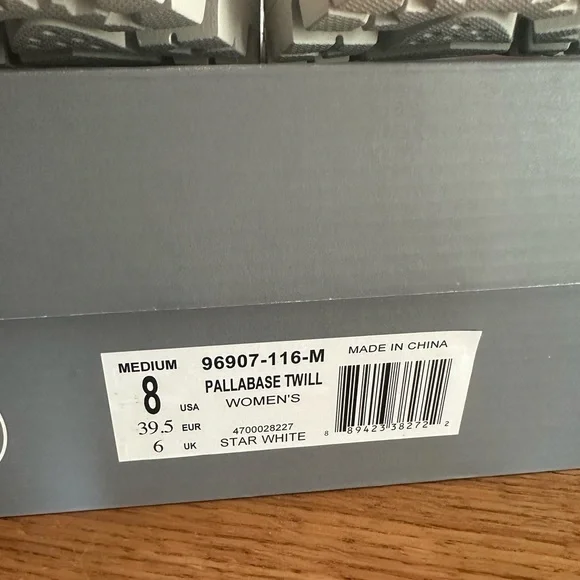 MEDIUM 96907-116-M MADE IN CHINA
8 USA PALLABASE TWILL
WOMEN'S
39.5 EUR 4700028227
6 UK STAR WHITE
8 89423 38272 2